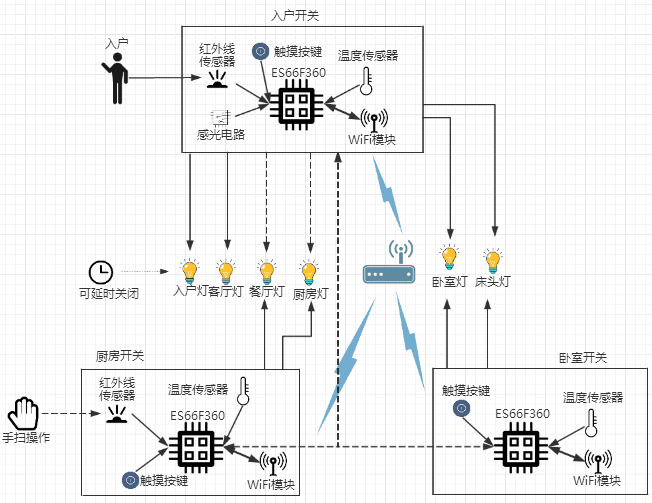 入户开关
入户
红外线
传感器
触摸按键
温度传感器
ES66F360
感光电路
WiFi模块
可延时关闭
入户灯
客厅灯
餐厅灯
厨房灯
卧室灯
床头灯
厨房开关
卧室开关
红外线
传感器
温度传感器
ES66F360
手扫操作
触摸按键
WiFi模块
触摸按键
温度传感器
ES66F360
WiFi模块